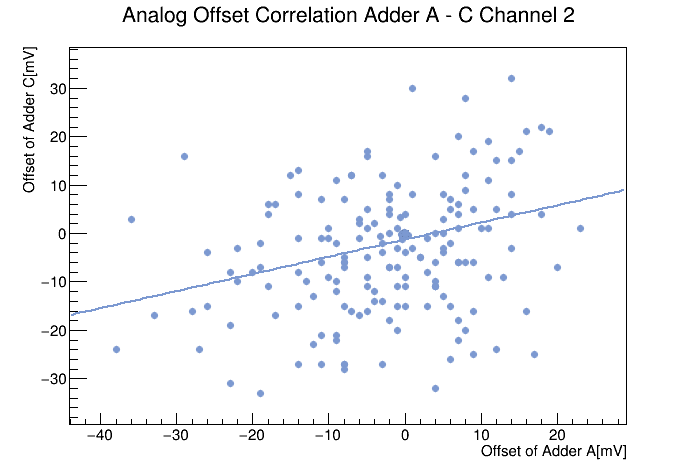 Analog Offset Correlation Adder A - C Channel 2
Offset of Adder C[mV]
30
20
10
0
−10
−20
−30
−40 −30 −20 −10 0 10 20
Offset of Adder A[mV]